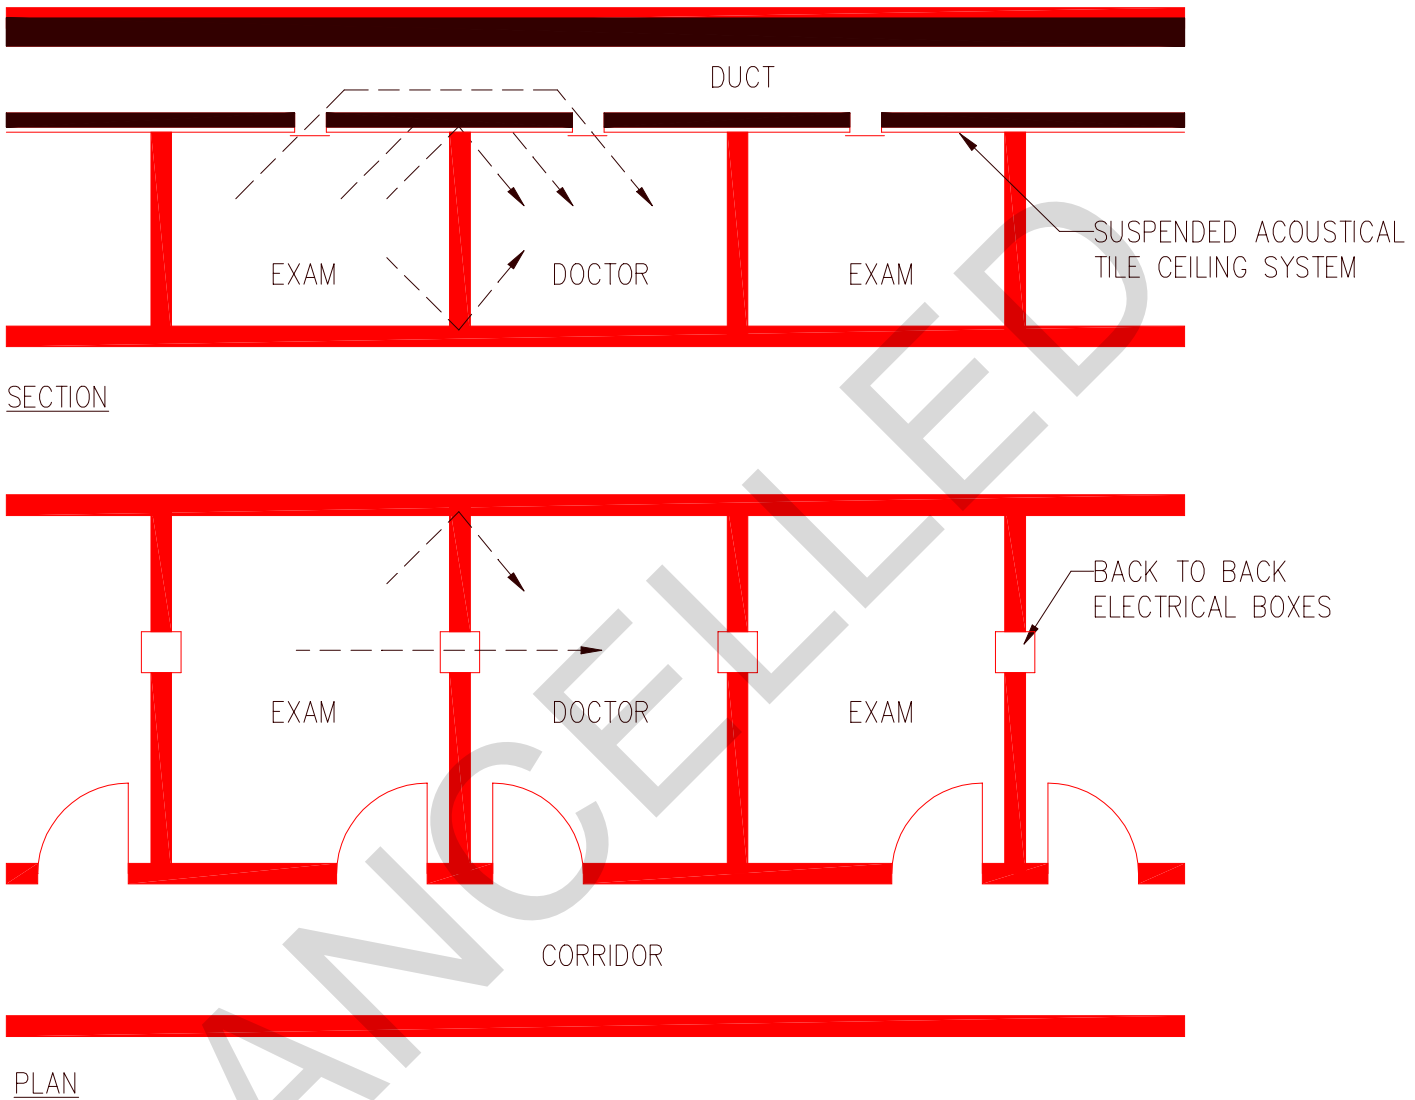 DUCT
SUSPENDED ACOUSTICAL
TILE CEILING SYSTEM
EXAM
DOCTOR
EXAM
SECTION
BACK TO BACK
ELECTRICAL BOXES
EXAM
DOCTOR
EXAM
CORRIDOR
PLAN
ANCELLED